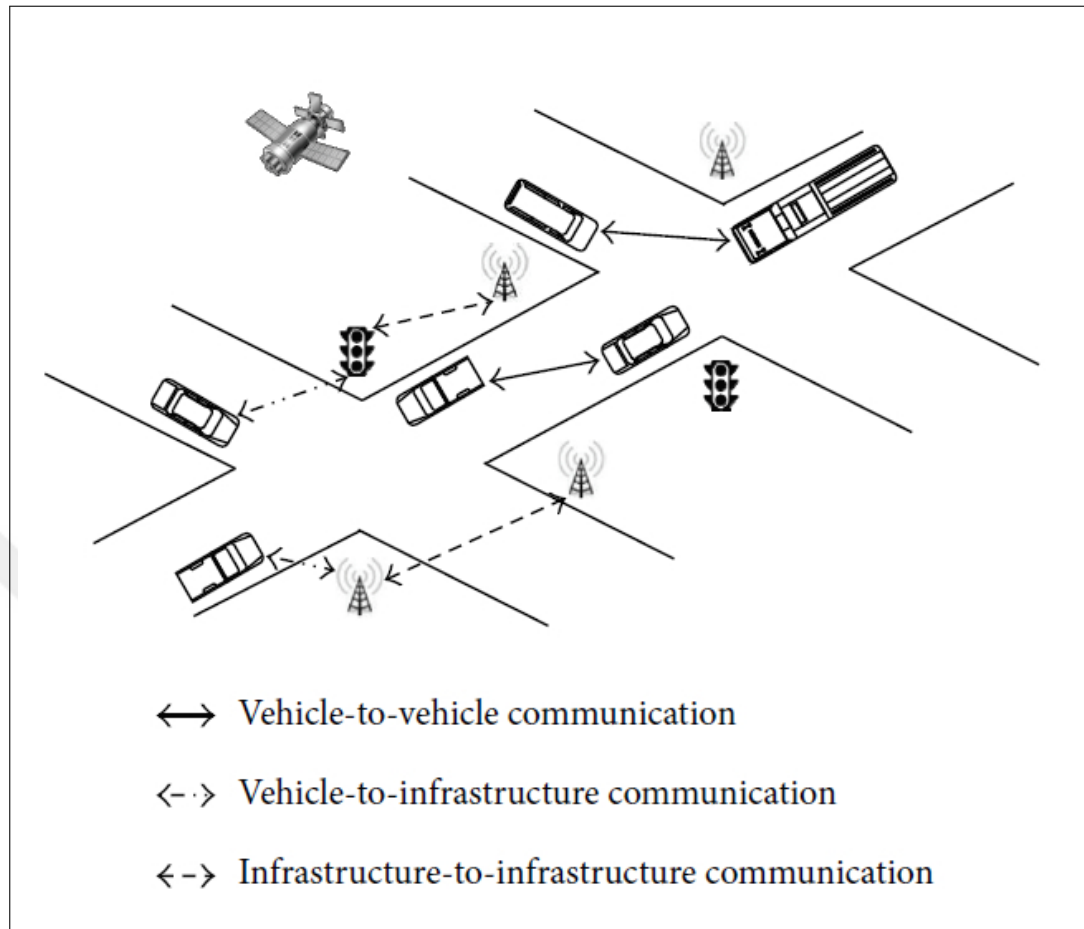 Vehicle-to-vehicle communication
Vehicle-to-infrastructure communication
Infrastructure-to-infrastructure communication